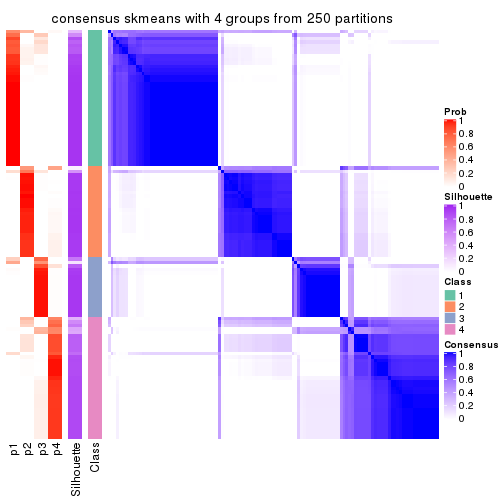 consensus skmeans with 4 groups from 250 partitions
Prob
1
0.8
0.6
0.4
0.2
0
Silhouette
1
0.8
0.6
0.4
0.2
0
Class
1
2
3
4
Consensus
1
0.8
0.6
0.4
0.2
0
p1
p2
p3
p4
Silhouette
Class